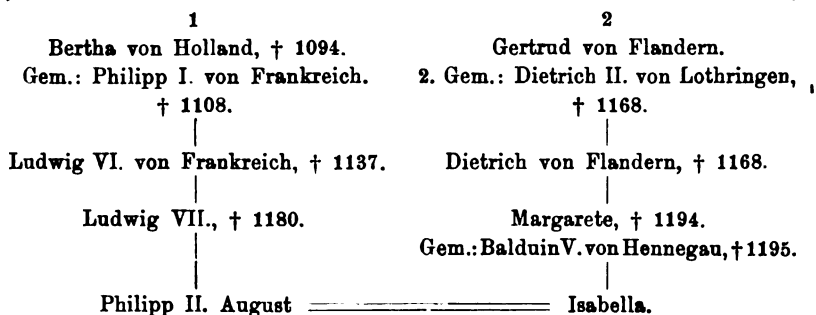 1 2
Bertha von Holland, † 1094. Gertrud von Flandern.
Gem.: Philipp I. von Frankreich. 2. Gem.: Dietrich II. von Lothringen,
† 1108. † 1168.
Ludwig VI. von Frankreich, † 1137. Dietrich von Flandern, † 1168.
Ludwig VII., † 1180. Margarete, † 1194.
Gem.: Balduin V. von Hennegau, † 1195.
Philipp II. August Isabella.